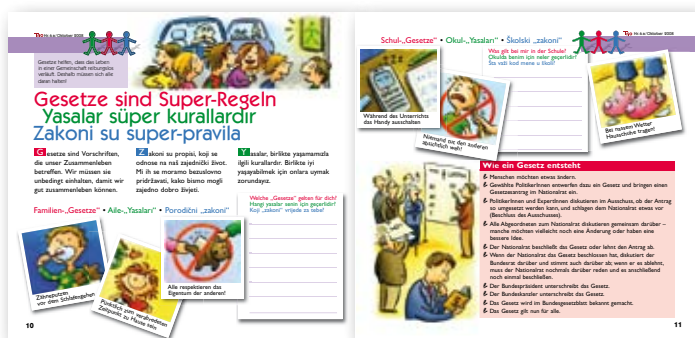 Trio Nr. 6 a/Oktober 2008
Gesetze helfen, dass das Leben
in einer Gemeinschaft reibungslos
verläuft. Deshalb müssen sich alle
daran halten!
Gesetze sind Super-Regeln
Yasalar süper kurallardır
Zakoni su super-pravila
Gesetze sind Vorschriften,
die unser Zusammenleben
betreffen. Wir müssen sie
unbedingt einhalten, damit wir
gut zusammenleben können.
Zakoni su propisi, koji se
odnose na naš zajednički život.
Mi ih se moramo bezuslovno
pridržavati, kako bismo mogli
zajedno dobro živjeti.
Yasalar, birlikte yaşamamızla
ilgili kurallardır. Birlikte iyi
yaşayabilmek için onlara uymak
zorundayız.
Familien-„Gesetze“ • Aile-„Yasaları“ • Porodični „zakoni“
Zähneputzen
vor dem Schlafengehen
Pünktlich zum verabredeten
Zeitpunkt zu Hause sein
Alle respektieren das
Eigentum der anderen!
Welche „Gesetze“ gelten für dich?
Hangi yasalar senin için geçerlidir?
Koji „zakoni“ vrijede za tebe?
10
Trio Nr. 6 a/Oktober 2008
Schul-„Gesetze“ • Okul-„Yasaları“ • Školski „zakoni“
Während des Unterrichts
das Handy ausschalten
Niemand tut den anderen
absichtlich weh!
Was gilt bei mir in der Schule?
Okulda benim için neler geçerlidir?
Šta važi kod mene u školi?
Bei nassem Wetter
Hausschuhe tragen!
Wie ein Gesetz entsteht
Menschen möchten etwas ändern.
Gewählte PolitikerInnen entwerfen dazu ein Gesetz und bringen einen
Gesetzesantrag im Nationalrat ein.
PolitikerInnen und ExpertInnen diskutieren im Ausschuss, ob der Antrag
so umgesetzt werden kann, und schlagen dem Nationalrat etwas vor
(Beschluss des Ausschusses).
Alle Abgeordneten zum Nationalrat diskutieren gemeinsam darüber –
manche möchten vielleicht noch eine Änderung oder haben eine
bessere Idee.
Der Nationalrat beschließt das Gesetz oder lehnt den Antrag ab.
Wenn der Nationalrat das Gesetz beschlossen hat, diskutiert der
Bundesrat darüber und stimmt auch darüber ab; wenn er es ablehnt,
muss der Nationalrat nochmals darüber reden und es anschließend
noch einmal beschließen.
Der Bundespräsident unterschreibt das Gesetz.
Der Bundeskanzler unterschreibt das Gesetz.
Das Gesetz wird im Bundesgesetzblatt bekannt gemacht.
Das Gesetz gilt nun für alle.
11